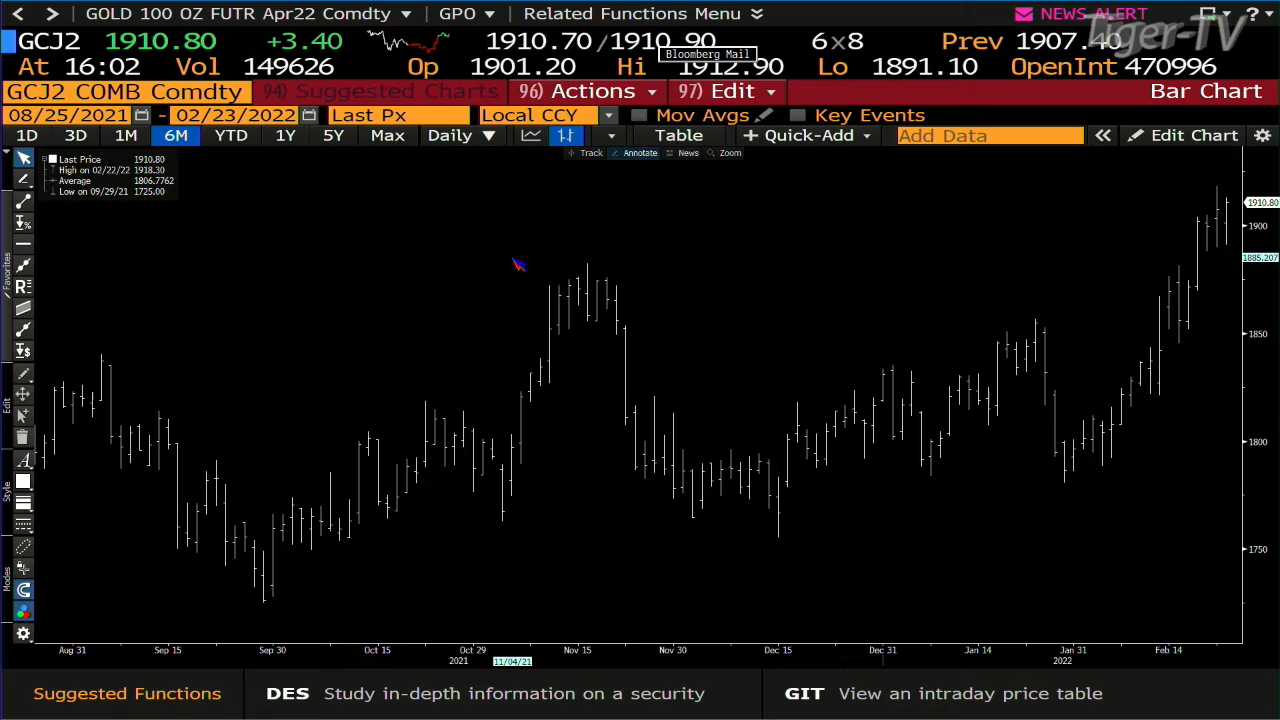 GOLD 100 OZ FUTR Apr22 Comdty GPO Related Functions Menu NEWS ALERT ?
GCJ2 1910.80 +3.40 1910.70/1910.90 6x8 Prev 1907.40
Bloomberg Mail
Tiger-TV
At 16:02 Vol 149626 Op 1901.20 Hi 1912.90 Lo 1891.10 OpenInt 470996
GCJ2 COMB Comdty 94) Suggested Charts 96) Actions 97) Edit Bar Chart
08/25/2021 - 02/23/2022 Last Px Local CCY Mov Avgs Key Events
1D 3D 1M 6M YTD 1Y 5Y Max Daily Table + Quick-Add Add Data Edit Chart
Track Annotate News Zoom
Last Price 1910.80
High on 02/22/22 1918.30
Average 1806.7762
Low on 09/29/21 1725.00
Favorites
Edit
Style
Modes
1910.80
1900
1885.207
1850
1800
1750
Aug 31 Sep 15 Sep 30 Oct 15 Oct 29 Nov 15 Nov 30 Dec 15 Dec 31 Jan 14 Jan 31 Feb 14
2021 11/04/21 2022
Suggested Functions DES Study in-depth information on a security GIT View an intraday price table